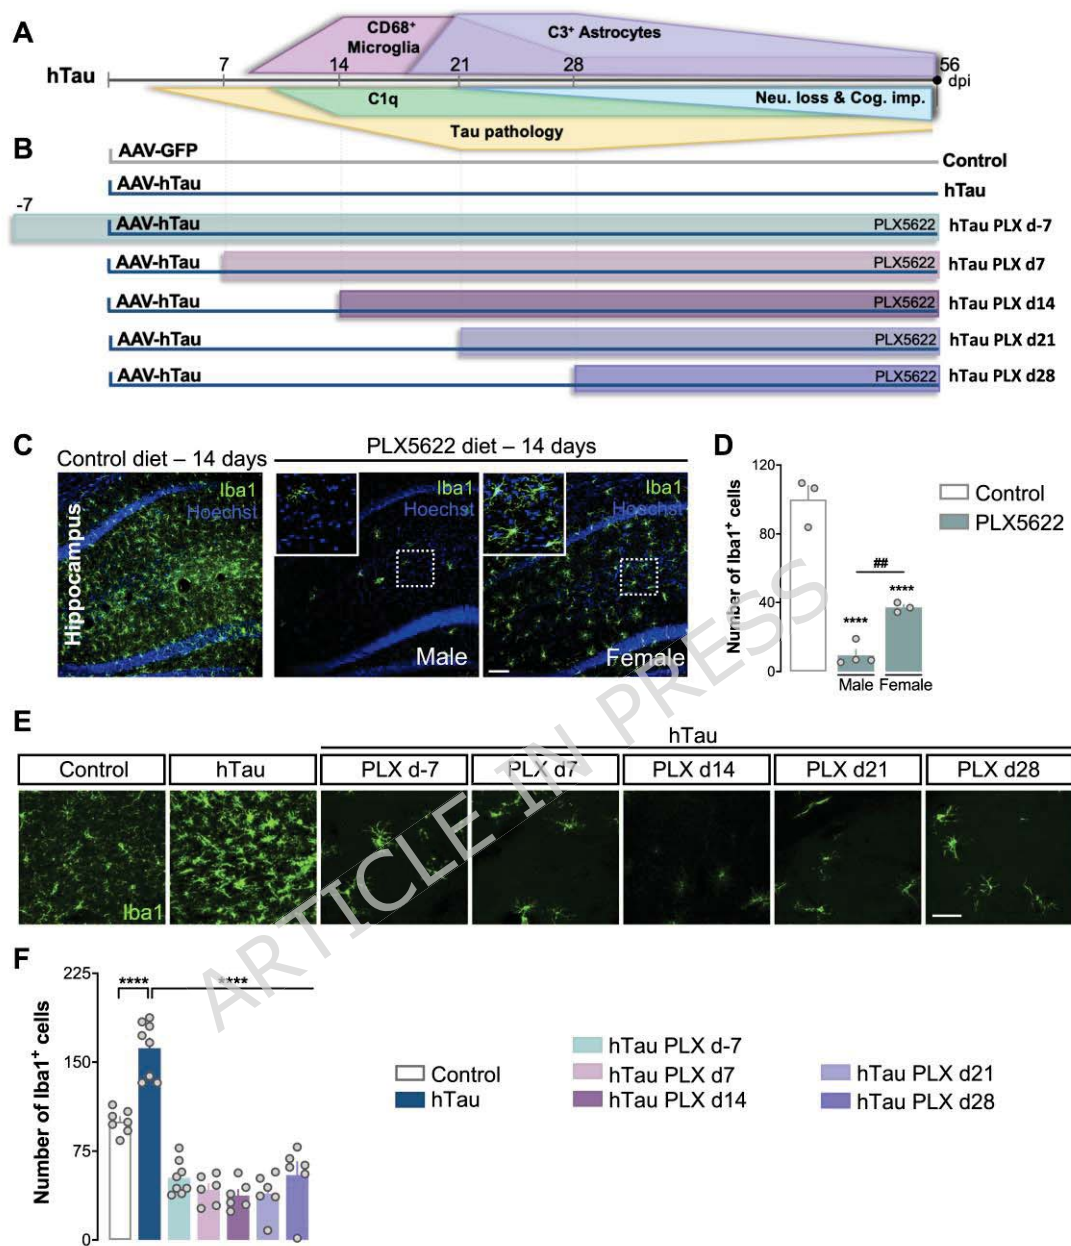 A
CD68+
Microglia
C3+ Astrocytes
hTau
7
14
21
28
56
dpi
C1q
Neu. loss & Cog. imp.
Tau pathology
B
AAV-GFP
Control
AAV-hTau
hTau
-7
AAV-hTau
PLX5622
hTau PLX d-7
AAV-hTau
PLX5622
hTau PLX d7
AAV-hTau
PLX5622
hTau PLX d14
AAV-hTau
PLX5622
hTau PLX d21
AAV-hTau
PLX5622
hTau PLX d28
C
Control diet – 14 days
PLX5622 diet – 14 days
Hippocampus
Iba1
Hoechst
Iba1
Hoechst
Male
Iba1
Hoechst
Female
D
Number of Iba1+ cells
120
80
40
0
****
##
****
Male
Female
Control
PLX5622
E
hTau
Control
hTau
PLX d-7
PLX d7
PLX d14
PLX d21
PLX d28
Iba1
F
Number of Iba1+ cells
225
150
75
0
****
****
Control
hTau
hTau PLX d-7
hTau PLX d7
hTau PLX d14
hTau PLX d21
hTau PLX d28
ARTICLE IN PRESS